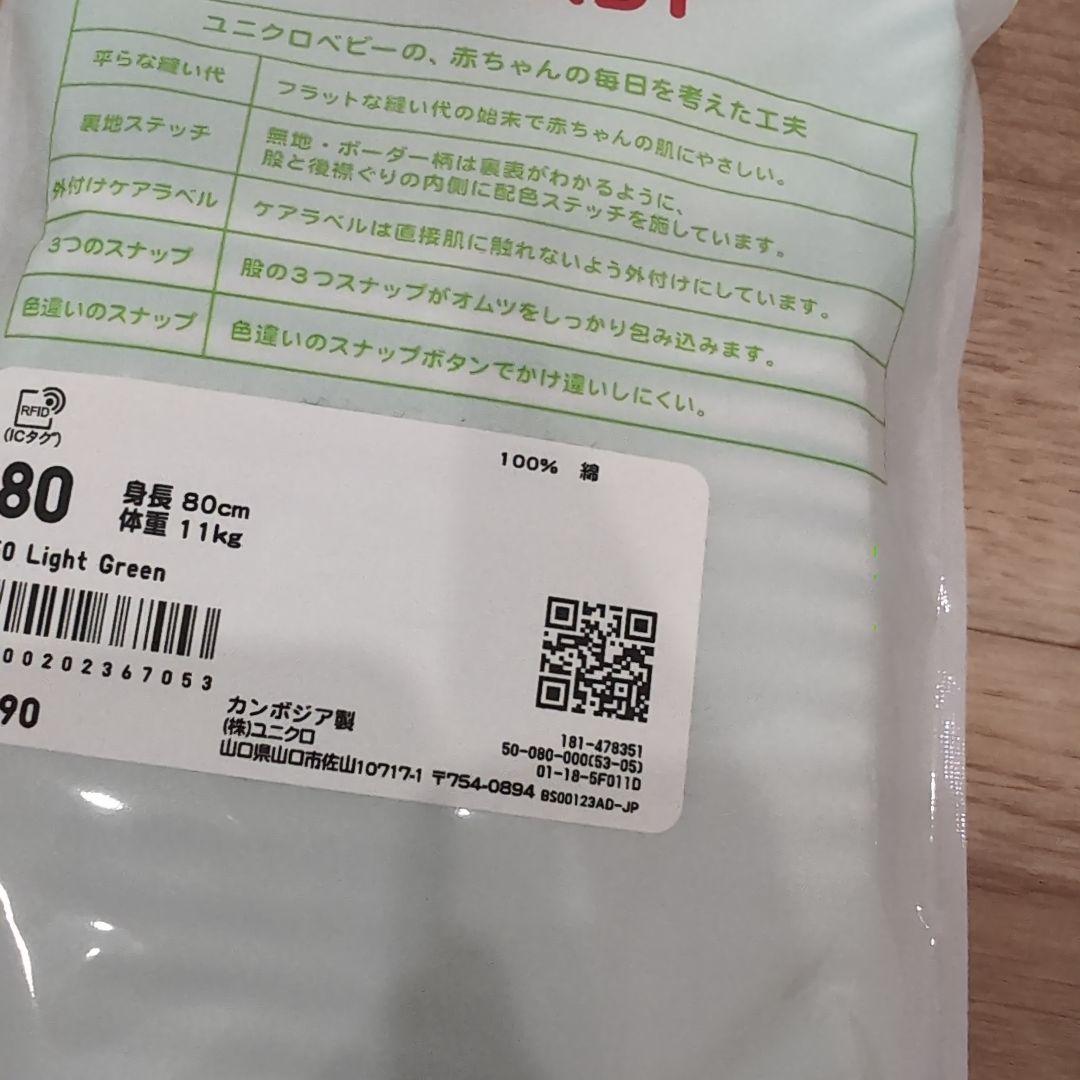 ユニクロベビーの、赤ちゃんの毎日を考えた工夫
平らな縫い代 フラットな縫い代の始末で赤ちゃんの肌にやさしい。
裏地ステッチ 無地・ボーダー柄は裏表がわかるように、
股と後襟ぐりの内側に配色ステッチを施しています。
外付けケアラベル ケアラベルは直接肌に触れないよう外付けにしています。
3つのスナップ 股の3つスナップがオムツをしっかり包み込みます。
色違いのスナップ 色違いのスナップボタンでかけ違いしにくい。
RFID
(ICタグ)
100% 綿
80 身長 80cm
体重 11kg
0 Light Green
00202367053
90
カンボジア製
(株)ユニクロ
山口県山口市佐山10717-1 〒754-0894
181-478351
50-080-000(53-05)
01-18-5F011D
BS00123AD-JP